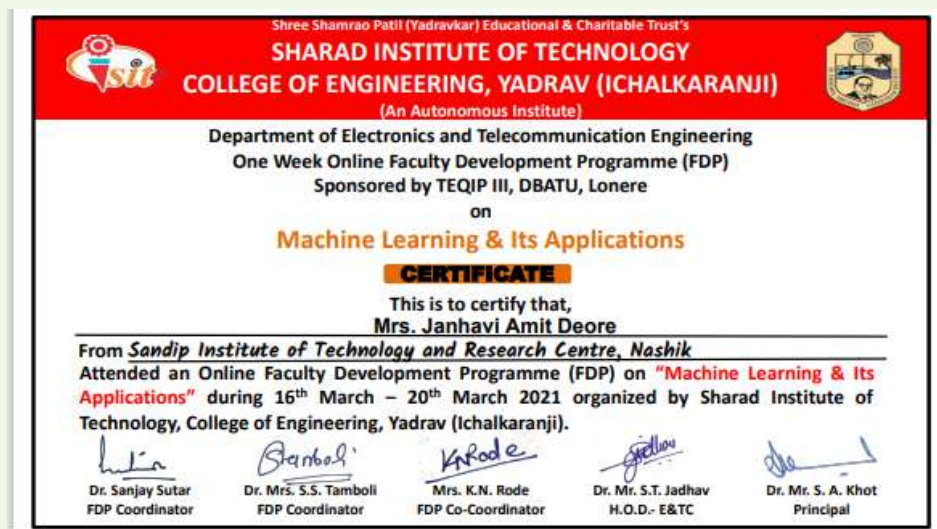 Shree Shamrao Patil (Yadravkar) Educational & Charitable Trust's
SHARAD INSTITUTE OF TECHNOLOGY
COLLEGE OF ENGINEERING, YADRAV (ICHALKARANJI)
(An Autonomous Institute)
sit
Department of Electronics and Telecommunication Engineering
One Week Online Faculty Development Programme (FDP)
Sponsored by TEQIP III, DBATU, Lonere
on
Machine Learning & Its Applications
CERTIFICATE
This is to certify that,
Mrs. Janhavi Amit Deore
From Sandip Institute of Technology and Research Centre, Nashik
Attended an Online Faculty Development Programme (FDP) on "Machine Learning & Its
Applications" during 16th March – 20th March 2021 organized by Sharad Institute of
Technology, College of Engineering, Yadrav (Ichalkaranji).
KNRode
Dr. Sanjay Sutar Dr. Mrs. S.S. Tamboli Mrs. K.N. Rode Dr. Mr. S.T. Jadhav Dr. Mr. S. A. Khot
FDP Coordinator FDP Coordinator FDP Co-Coordinator H.O.D.- E&TC Principal